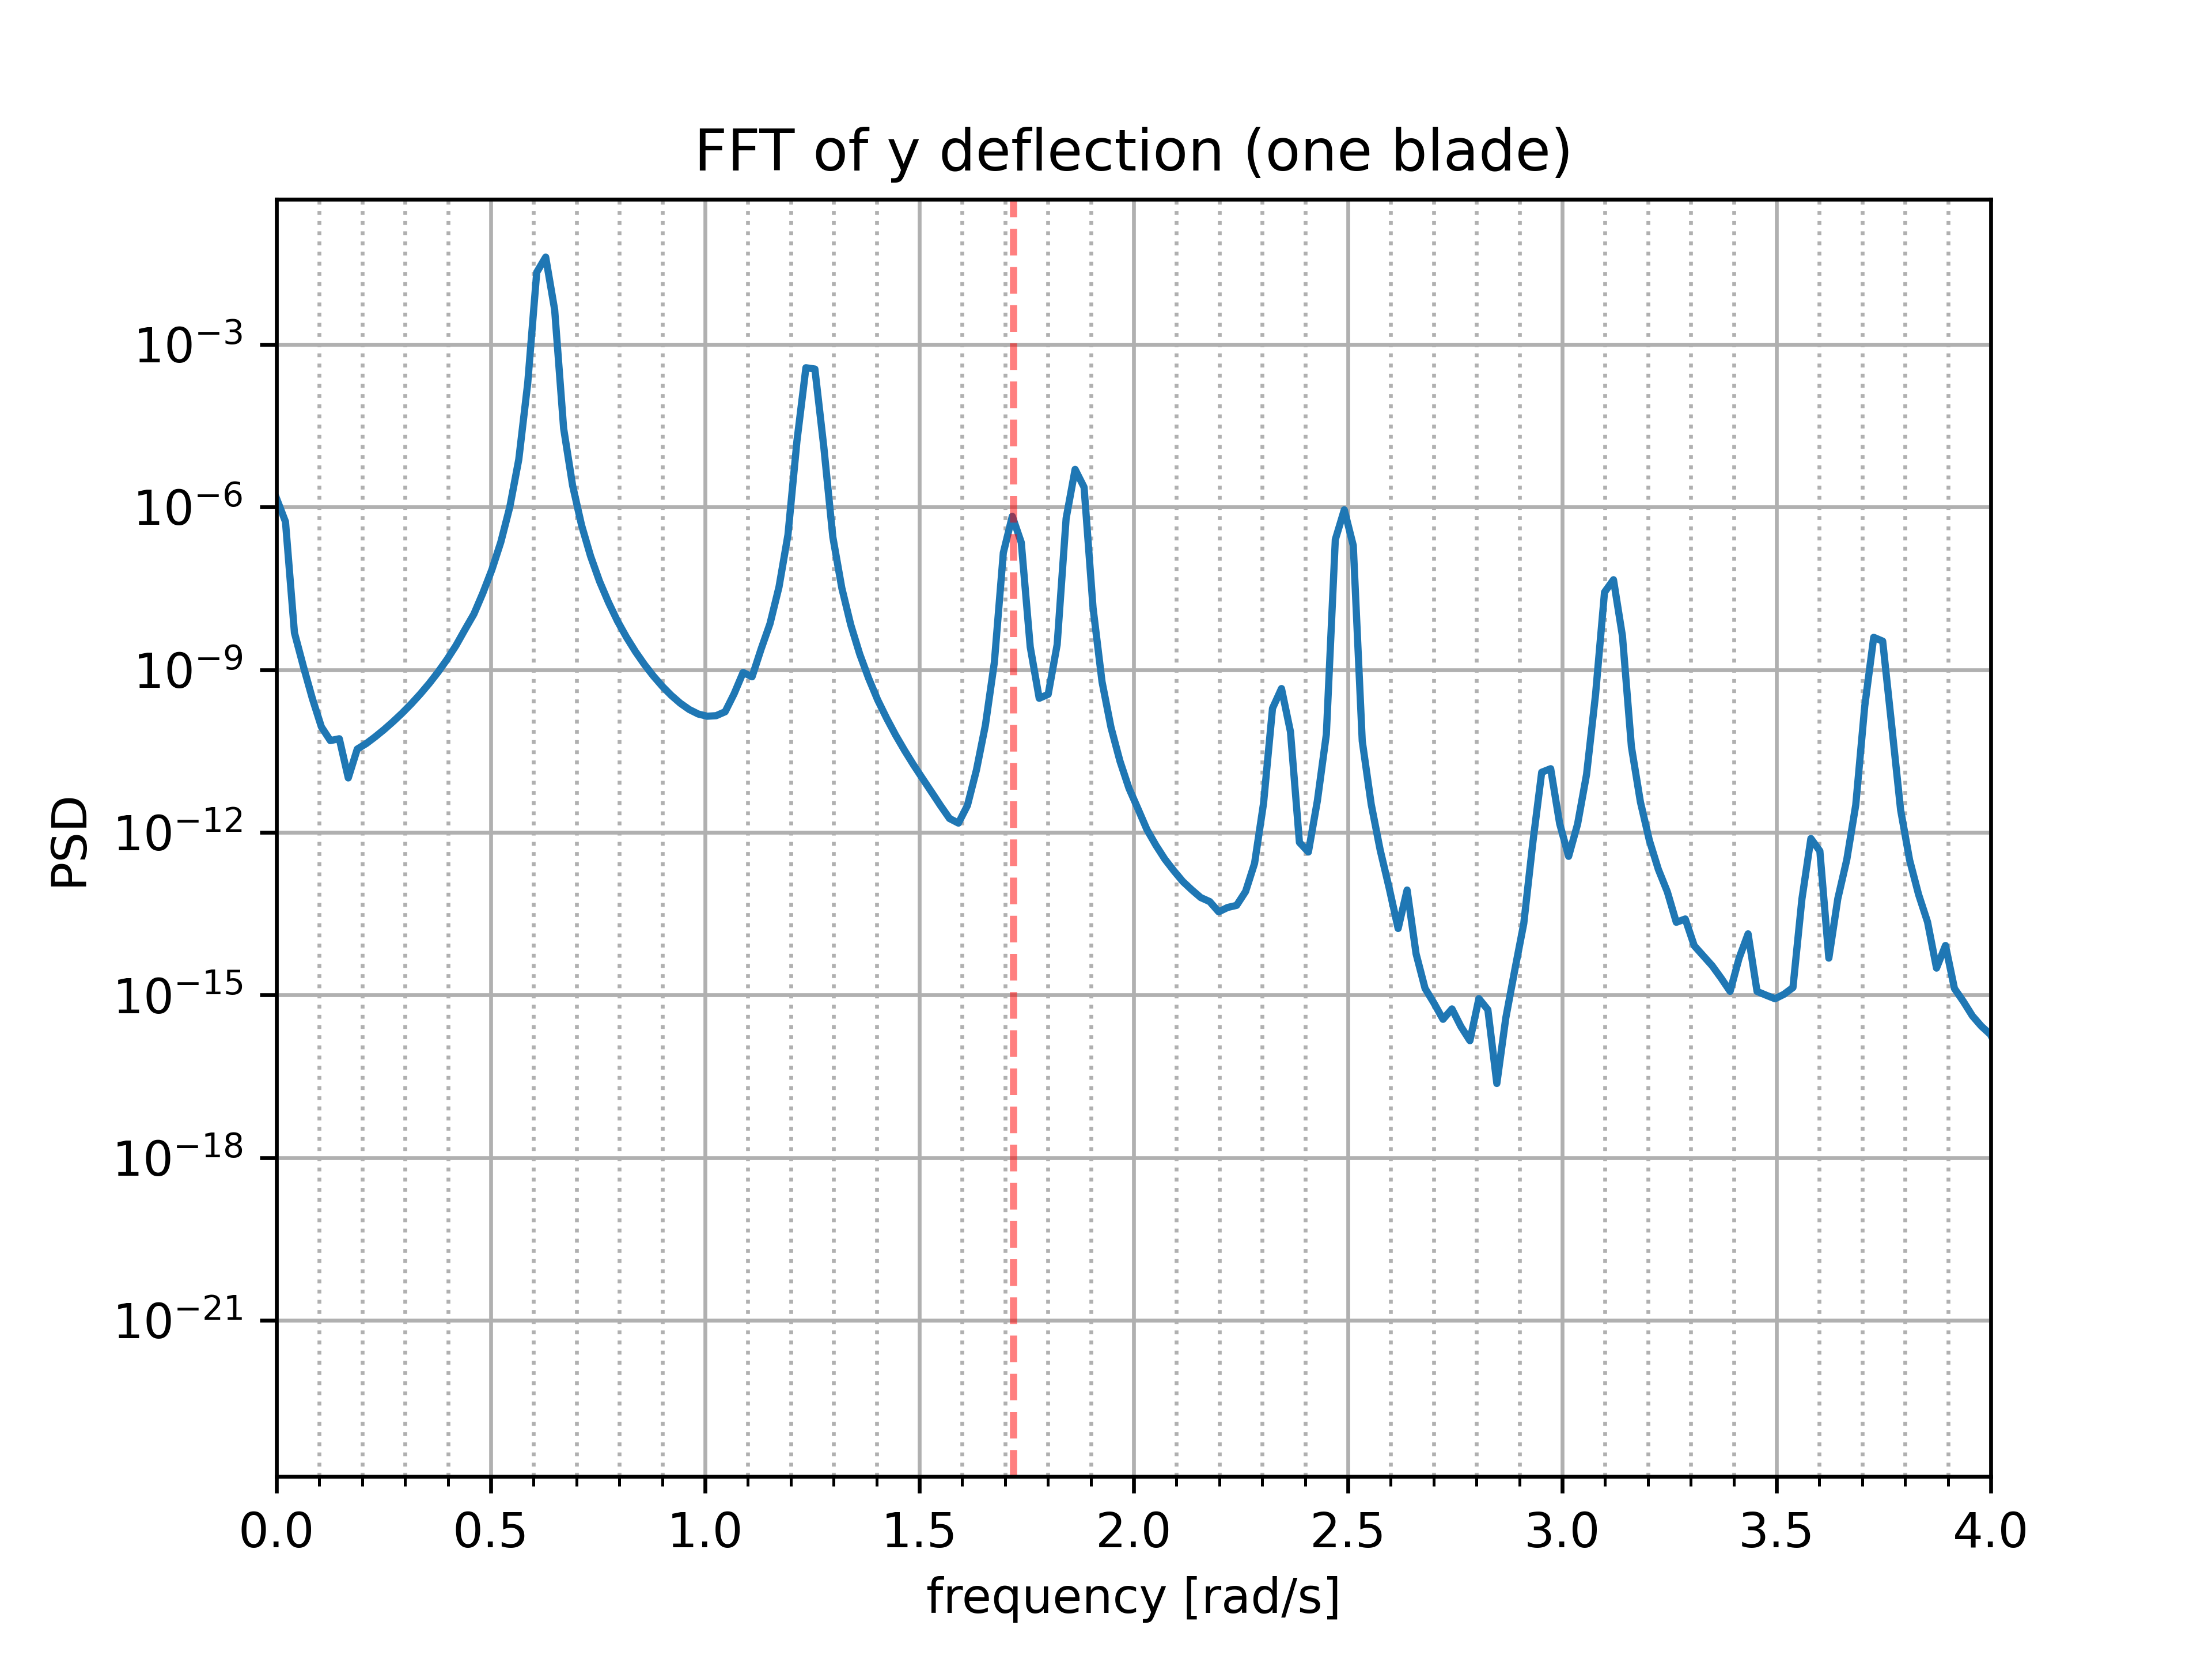 FFT of y deflection (one blade)
10⁻³
10⁻⁶
10⁻⁹
10⁻¹²
10⁻¹⁵
10⁻¹⁸
10⁻²¹
PSD
0.0 0.5 1.0 1.5 2.0 2.5 3.0 3.5 4.0
frequency [rad/s]